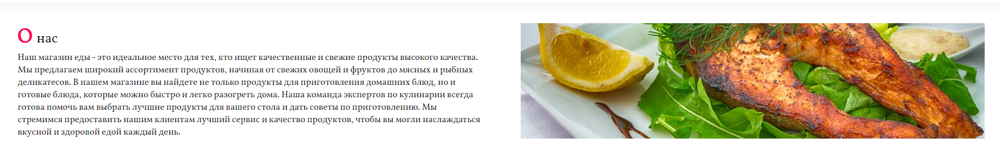 О нас
Наш магазин еды - это идеальное место для тех, кто ищет качественные и свежие продукты высокого качества.
Мы предлагаем широкий ассортимент продуктов, начиная от свежих овощей и фруктов до мясных и рыбных
деликатесов. В нашем магазине вы найдете не только продукты для приготовления домашних блюд, но и
готовые блюда, которые можно быстро и легко разогреть дома. Наша команда экспертов по кулинарии всегда
готова помочь вам выбрать лучшие продукты для вашего стола и дать советы по приготовлению. Мы
стремимся предоставить нашим клиентам лучший сервис и качество продуктов, чтобы вы могли наслаждаться
вкусной и здоровой едой каждый день.